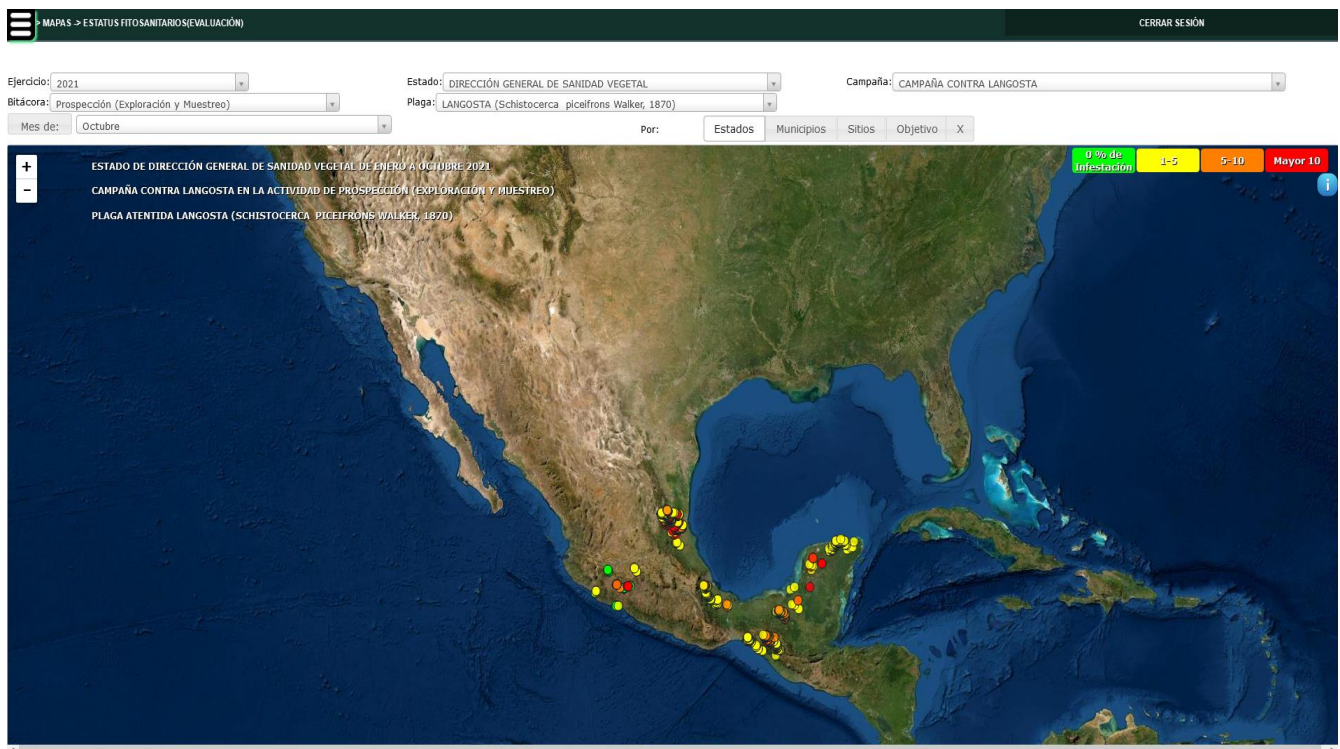 > MAPAS -> ESTATUS FITOSANITARIOS(EVALUACIÓN)
CERRAR SESIÓN
Ejercicio: 2021
Estado: DIRECCIÓN GENERAL DE SANIDAD VEGETAL
Campaña: CAMPAÑA CONTRA LANGOSTA
Bitácora: Prospección (Exploración y Muestreo)
Plaga: LANGOSTA (Schistocerca piceifrons Walker, 1870)
Mes de: Octubre
Por: Estados Municipios Sitios Objetivo X
+
-
ESTADO DE DIRECCIÓN GENERAL DE SANIDAD VEGETAL DE ENERO A OCTUBRE 2021
CAMPAÑA CONTRA LANGOSTA EN LA ACTIVIDAD DE PROSPECCIÓN (EXPLORACIÓN Y MUESTREO)
PLAGA ATENTIDA LANGOSTA (SCHISTOCERCA PICEIFRONS WALKER, 1870)
0 % de
Infestación
1-5
5-10
Mayor 10
i